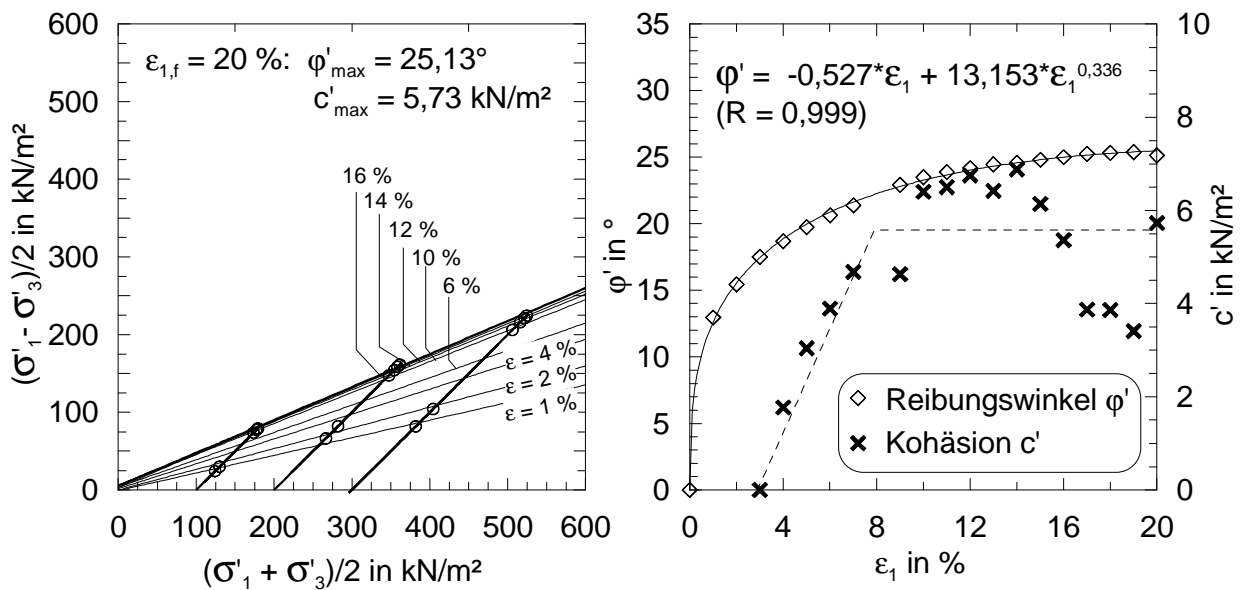 600
500
400
300
200
100
0
(σ'1 - σ'3)/2 in kN/m²
ε1,f = 20 %: φ'max = 25,13°
c'max = 5,73 kN/m²
16 %
14 %
12 %
10 %
6 %
ε = 4 %
ε = 2 %
ε = 1 %
0 100 200 300 400 500 600
(σ'1 + σ'3)/2 in kN/m²
35
30
25
20
15
10
5
0
φ' in °
φ' = -0,527*ε1 + 13,153*ε1^0,336
(R = 0,999)
Reibungswinkel φ'
Kohäsion c'
10
8
6
4
2
0
c' in kN/m²
0 4 8 12 16 20
ε1 in %